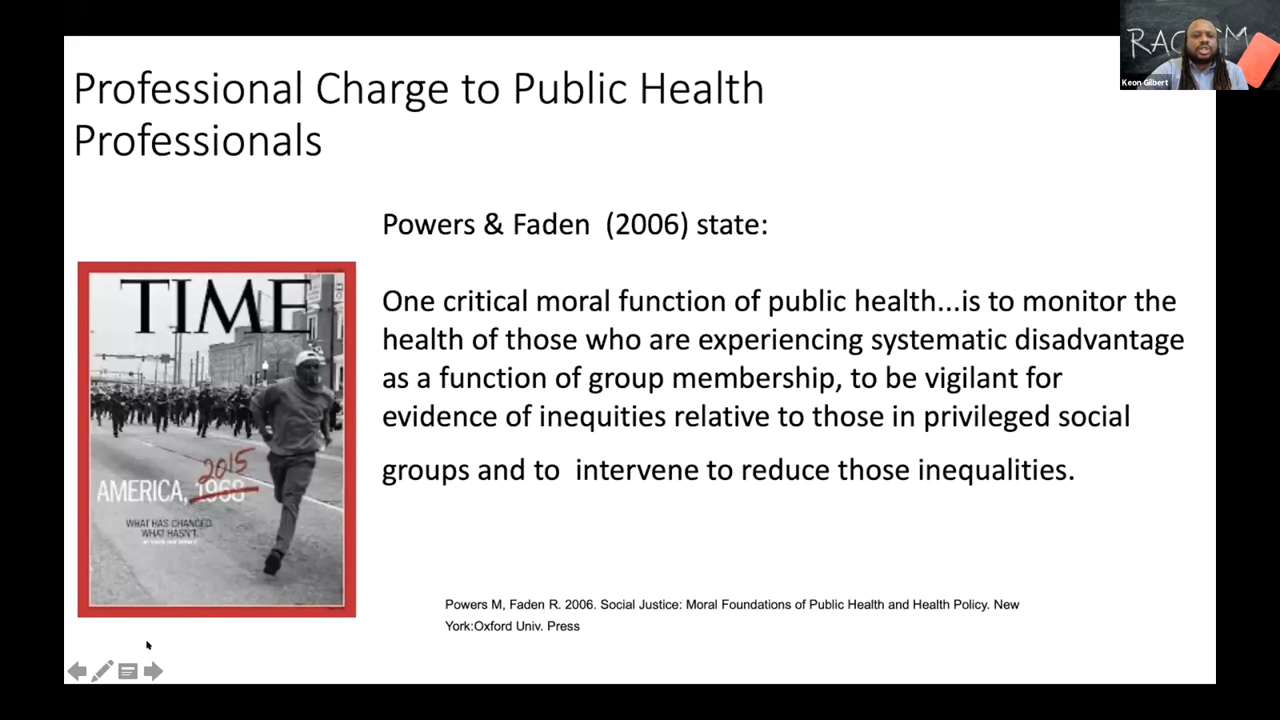 Professional Charge to Public Health
Professionals
RAC
M
Keon Gilbert
Powers & Faden  (2006) state:
One critical moral function of public health...is to monitor the
health of those who are experiencing systematic disadvantage
as a function of group membership, to be vigilant for
evidence of inequities relative to those in privileged social
groups and to  intervene to reduce those inequalities.
TIME
2015
AMERICA, 1968
WHAT HAS CHANGED.
WHAT HASN'T.
Powers M, Faden R. 2006. Social Justice: Moral Foundations of Public Health and Health Policy. New
York:Oxford Univ. Press